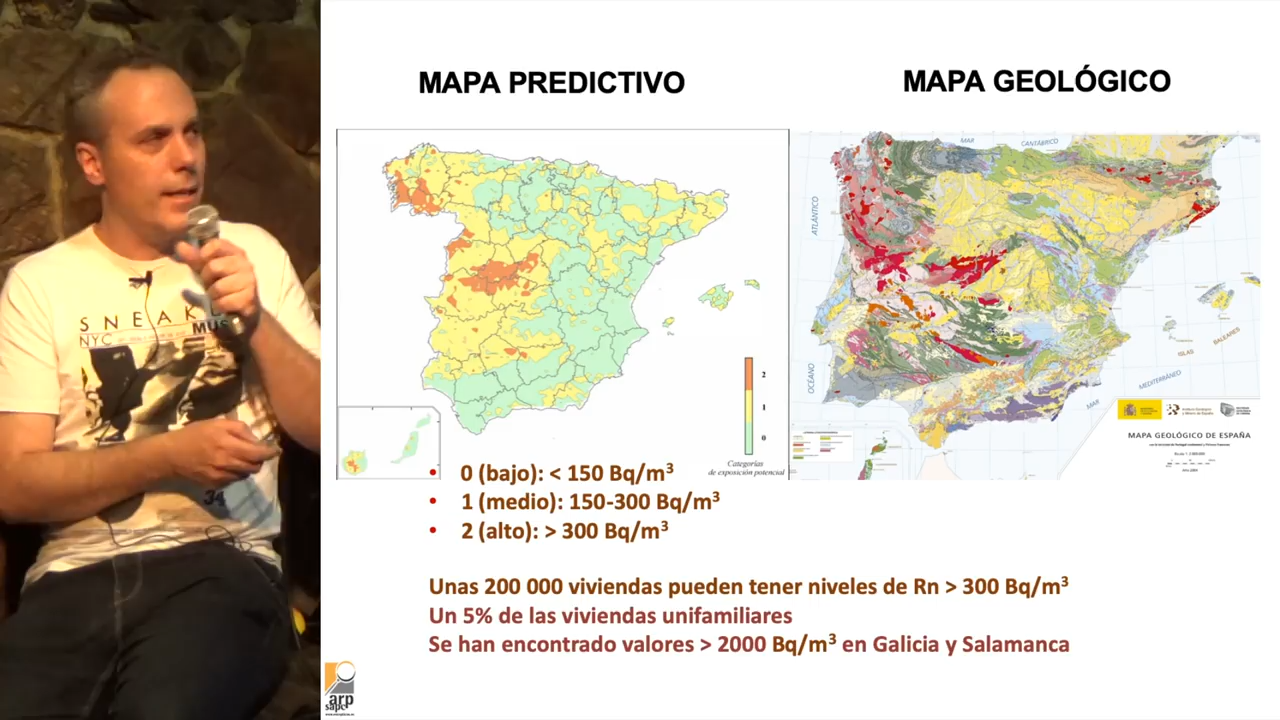 MAPA PREDICTIVO
MAPA GEOLÓGICO
MAR
CANTÁBRICO
ATLÁNTICO
OCÉANO
MAR
MEDITERRÁNEO
ISLAS
BALEARES
MAPA GEOLÓGICO DE ESPAÑA
2
1
0
Categorías
de exposición potencial
• 0 (bajo): < 150 Bq/m³
• 1 (medio): 150-300 Bq/m³
• 2 (alto): > 300 Bq/m³
Unas 200 000 viviendas pueden tener niveles de Rn > 300 Bq/m³
Un 5% de las viviendas unifamiliares
Se han encontrado valores > 2000 Bq/m³ en Galicia y Salamanca
arp
sapc
SNEAK
NYC
MUS
34